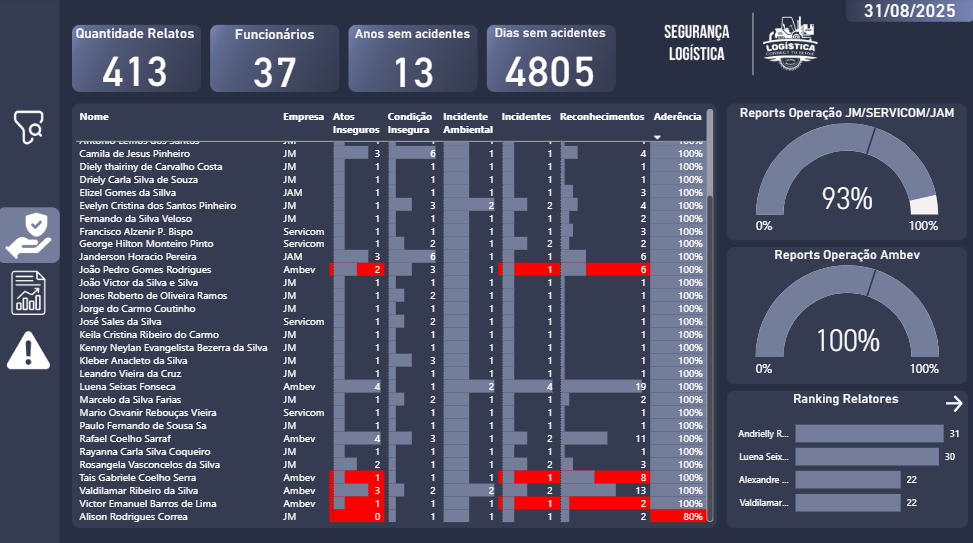 31/08/2025
Quantidade Relatos
413
Funcionários
37
Anos sem acidentes
13
Dias sem acidentes
4805
SEGURANÇA
LOGÍSTICA
LOGÍSTICA
CONNECT TO SERVE
Nome Empresa Atos Inseguros Condição Insegura Incidente Ambiental Incidentes Reconhecimentos Aderência
Antonio Lemos dos Santos JM 1 1 1 1 1 100%
Camila de Jesus Pinheiro JM 3 6 1 1 4 100%
Diely thairiny de Carvalho Costa JM 1 1 1 1 1 100%
Driely Carla Silva de Souza JM 1 1 1 1 1 100%
Elizel Gomes da Sillva JAM 1 1 1 1 3 100%
Evelyn Cristina dos Santos Pinheiro JM 1 3 2 2 4 100%
Fernando da Silva Veloso JM 1 1 1 1 2 100%
Francisco Alzenir P. Bispo Servicom 1 1 1 1 3 100%
George Hilton Monteiro Pinto Servicom 1 2 1 2 2 100%
Janderson Horacio Pereira JAM 3 6 1 1 6 100%
João Pedro Gomes Rodrigues Ambev 2 3 1 1 6 100%
João Victor da Silva e Silva JM 1 1 1 1 1 100%
Jones Roberto de Oliveira Ramos JM 1 2 1 1 1 100%
Jorge do Carmo Coutinho JM 1 1 1 1 1 100%
José Sales da Silva Servicom 1 2 1 1 1 100%
Keila Cristina Ribeiro do Carmo JM 1 1 1 1 1 100%
Kenny Neylan Evangelista Bezerra da Silva JM 1 1 1 1 1 100%
Kleber Anacleto da Silva JM 1 3 1 1 1 100%
Leandro Vieira da Cruz JM 1 1 1 1 1 100%
Luena Seixas Fonseca Ambev 4 1 2 4 19 100%
Marcelo da Silva Farias JM 1 2 1 1 2 100%
Mario Osvanir Rebouças Vieira Servicom 1 1 1 1 1 100%
Paulo Fernando de Sousa Sa JM 1 1 1 1 1 100%
Rafael Coelho Sarraf Ambev 4 3 1 2 11 100%
Rayanna Carla Silva Coqueiro JM 1 1 1 1 1 100%
Rosangela Vasconcelos da Silva JM 2 1 1 2 3 100%
Tais Gabriele Coelho Serra Ambev 1 1 1 1 8 100%
Valdilamar Ribeiro da Silva Ambev 3 2 2 2 13 100%
Victor Emanuel Barros de Lima Ambev 1 1 1 1 2 100%
Alison Rodrigues Correa JM 0 1 1 1 2 80%
Reports Operação JM/SERVICOM/JAM
93%
0% 100%
Reports Operação Ambev
100%
0% 100%
Ranking Relatores
Andrielly R... 31
Luena Seix... 30
Alexandre ... 22
Valdilamar... 22